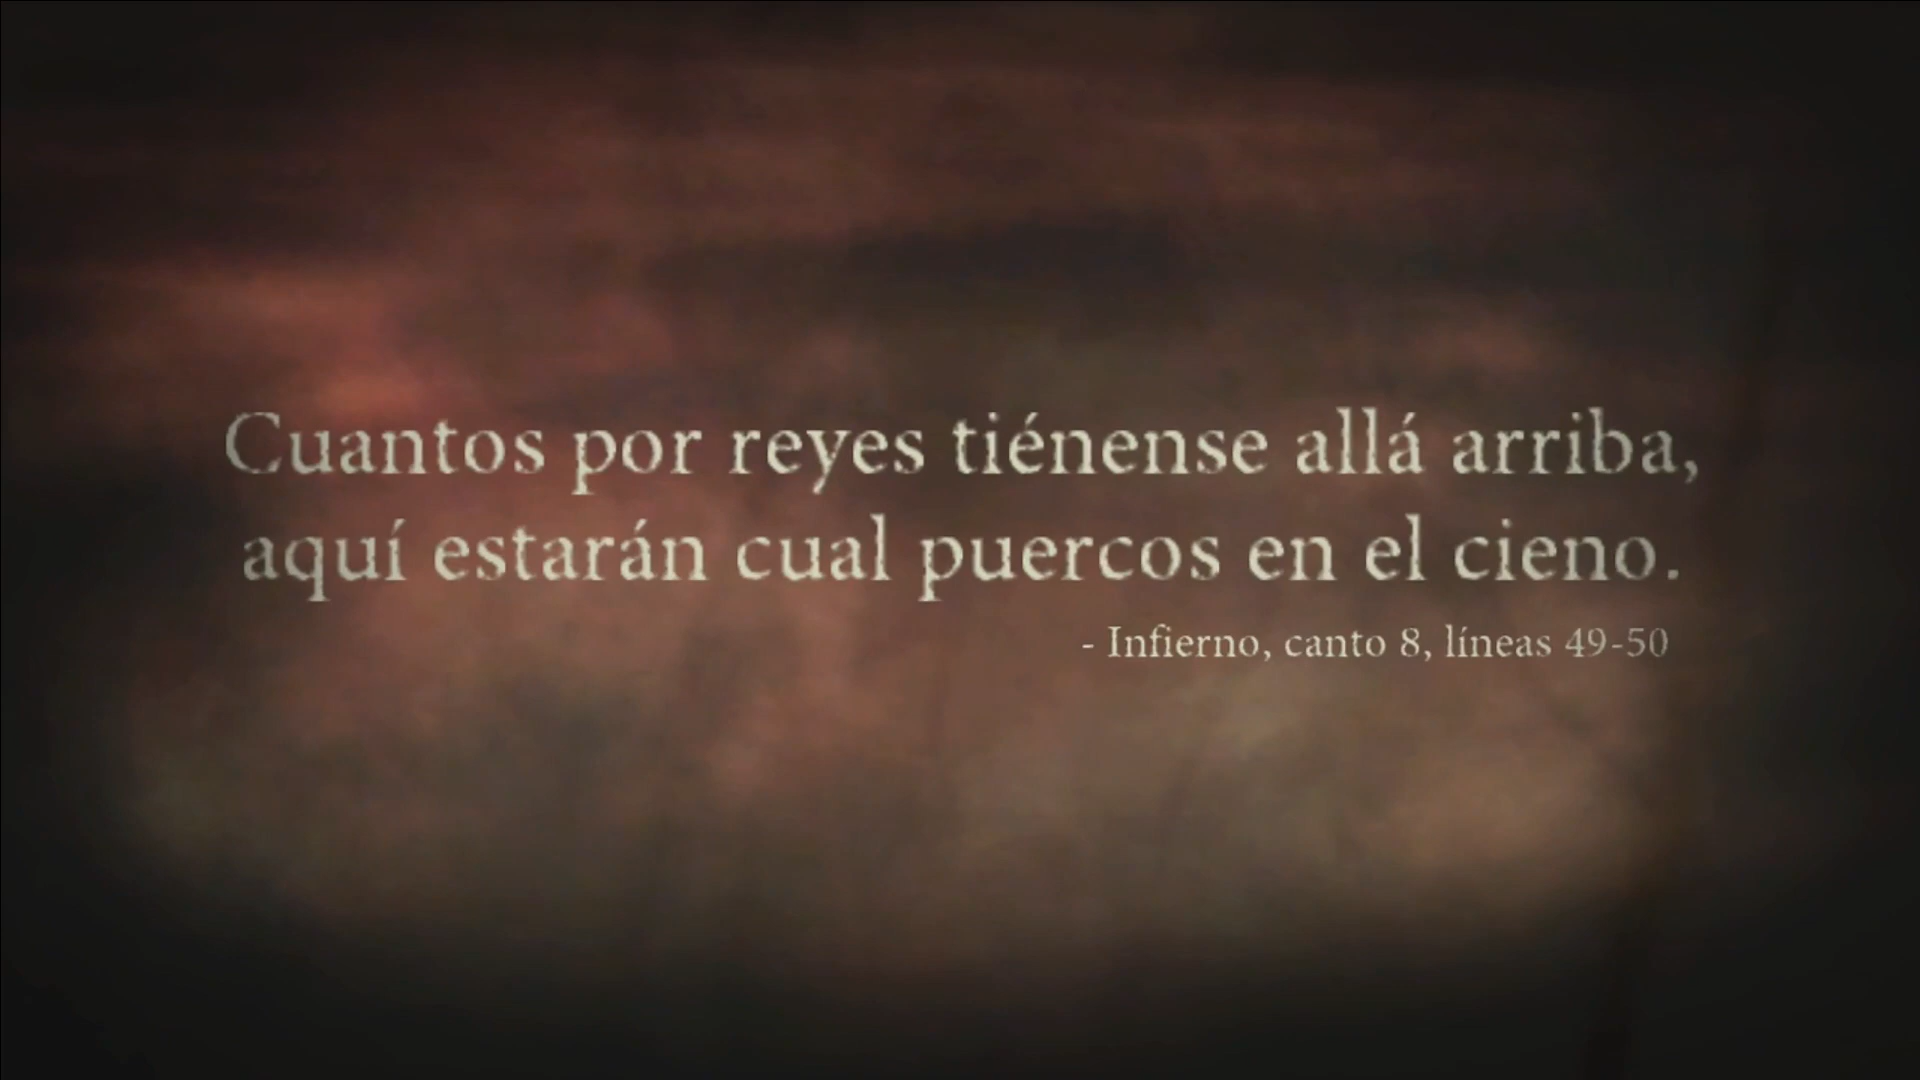 Cuantos por reyes tiénense allá arriba,
aquí estarán cual puercos en el cieno.
- Infierno, canto 8, líneas 49-50